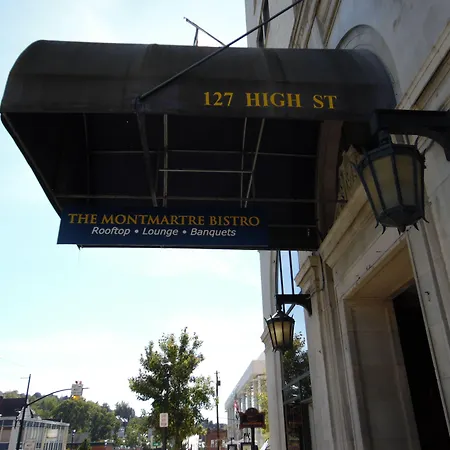 127 HIGH ST
THE MONTMARTRE BISTRO
Rooftop • Lounge • Banquets